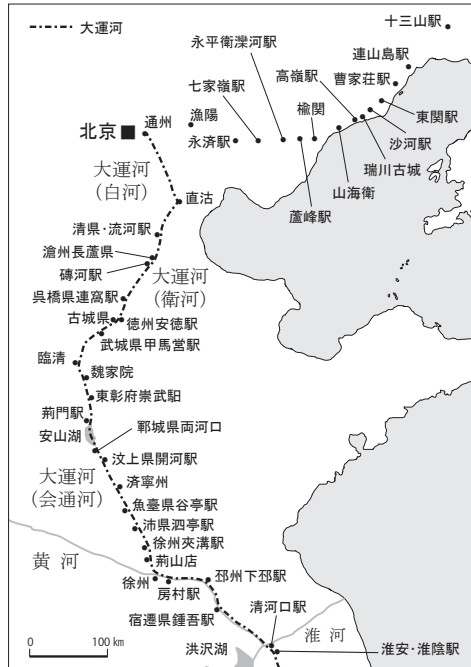 大運河
十三山駅
連山島駅
曹家荘駅
永平衛灤河駅
高嶺駅
七家嶺駅
楡関
漁陽
東関駅
沙河駅
瑞川古城
山海衛
蘆峰駅
永済駅
通州
北京
大運河
(白河)
直沽
清県・流河駅
滄州長蘆県
磚河駅
大運河
(衛河)
呉橋県連窩駅
古城県
徳州安徳駅
武城県甲馬営駅
臨清
魏家院
東彰府崇武駅
荊門駅
安山湖
鄆城県両河口
大運河
(会通河)
汶上県開河駅
済寧州
魚臺県谷亭駅
沛県泗亭駅
徐州夾溝駅
荊山店
黄河
徐州
房村駅
邳州下邳駅
宿遷県鍾吾駅
清河口駅
淮河
淮安・淮陰駅
洪沢湖
0
100 km